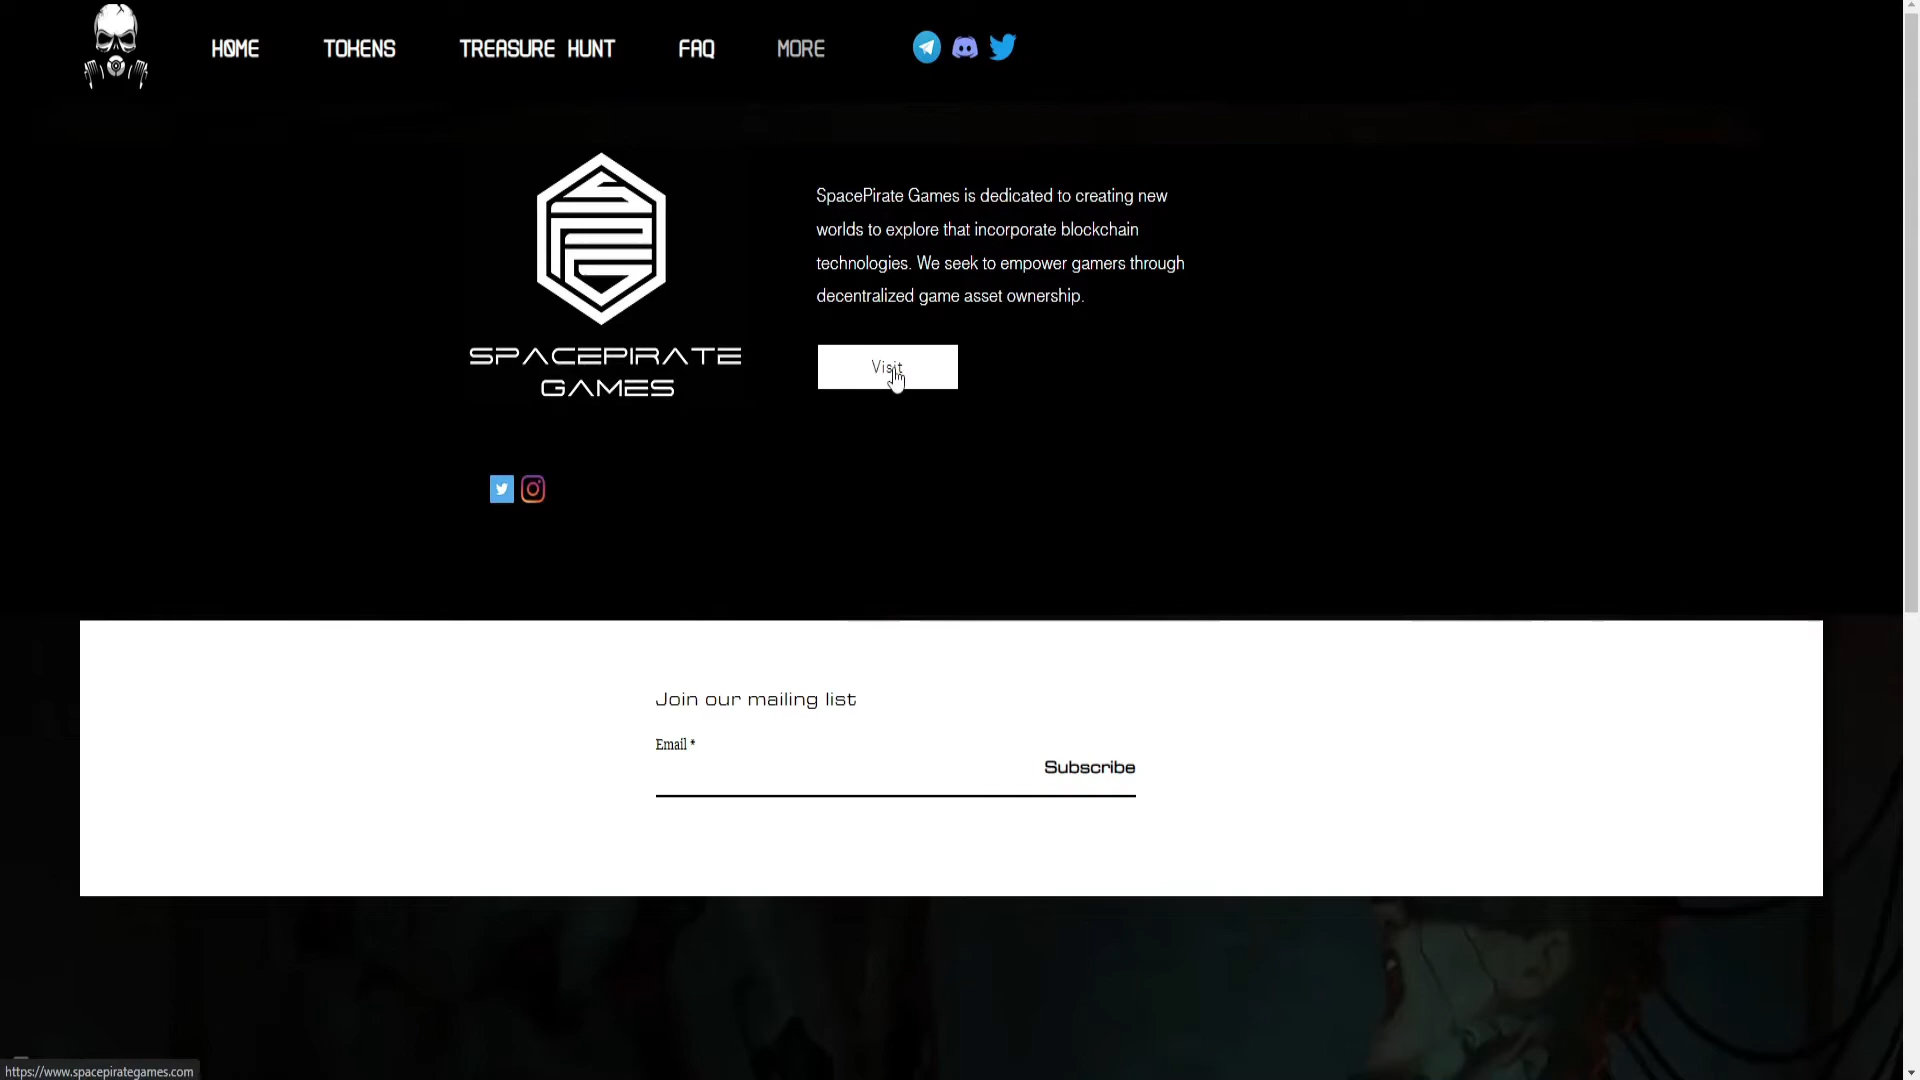 HOME TOKENS TREASURE HUNT FAQ MORE
SpacePirate Games is dedicated to creating new
worlds to explore that incorporate blockchain
technologies. We seek to empower gamers through
decentralized game asset ownership.
SPACEPIRATE
GAMES
Visit
Join our mailing list
Email *
Subscribe
https://www.spacepirategames.com